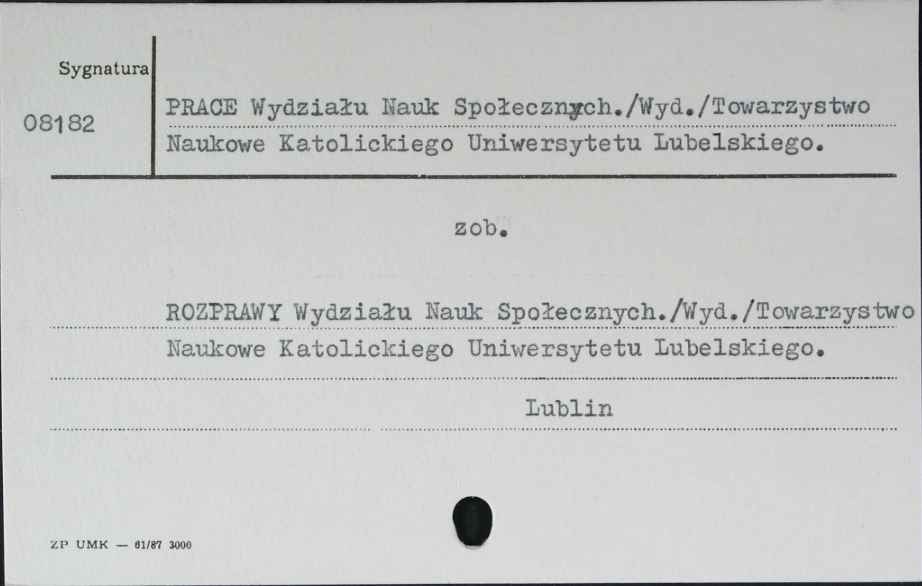 Sygnatura
08182
PRACE Wydziału Nauk Społecznych./Wyd./Towarzystwo
Naukowe Katolickiego Uniwersytetu Lubelskiego.
zob.
ROZPRAWY Wydziału Nauk Społecznych./Wyd./Towarzystwo
Naukowe Katolickiego Uniwersytetu Lubelskiego.
Lublin
ZP UMK — 61/87 3000